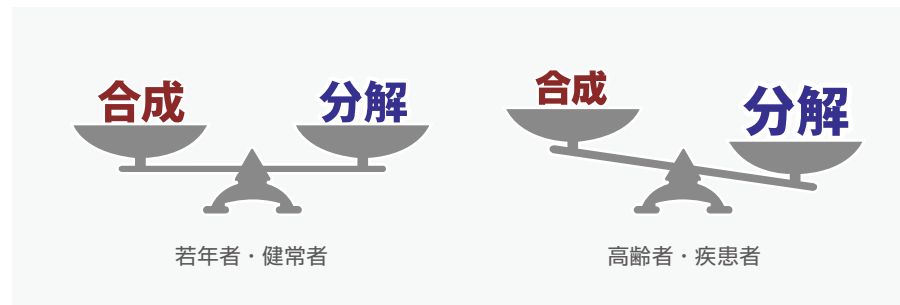 合成
分解
若年者・健常者
合成
分解
高齢者・疾患者